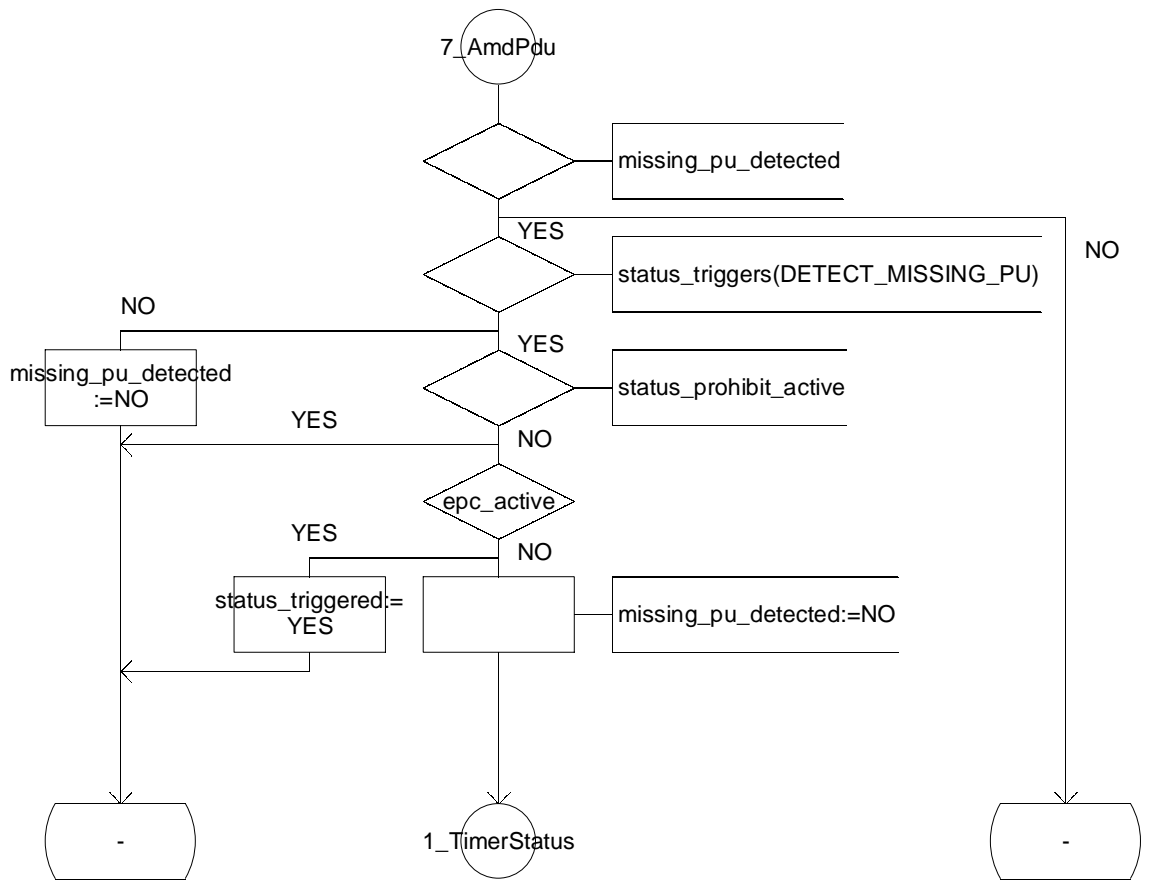 7_AmdPdu
missing_pu_detected
YES
NO
status_triggers(DETECT_MISSING_PU)
NO
YES
missing_pu_detected
:=NO
status_prohibit_active
YES
NO
epc_active
YES
NO
status_triggered:=
YES
missing_pu_detected:=NO
-
1_TimerStatus
-